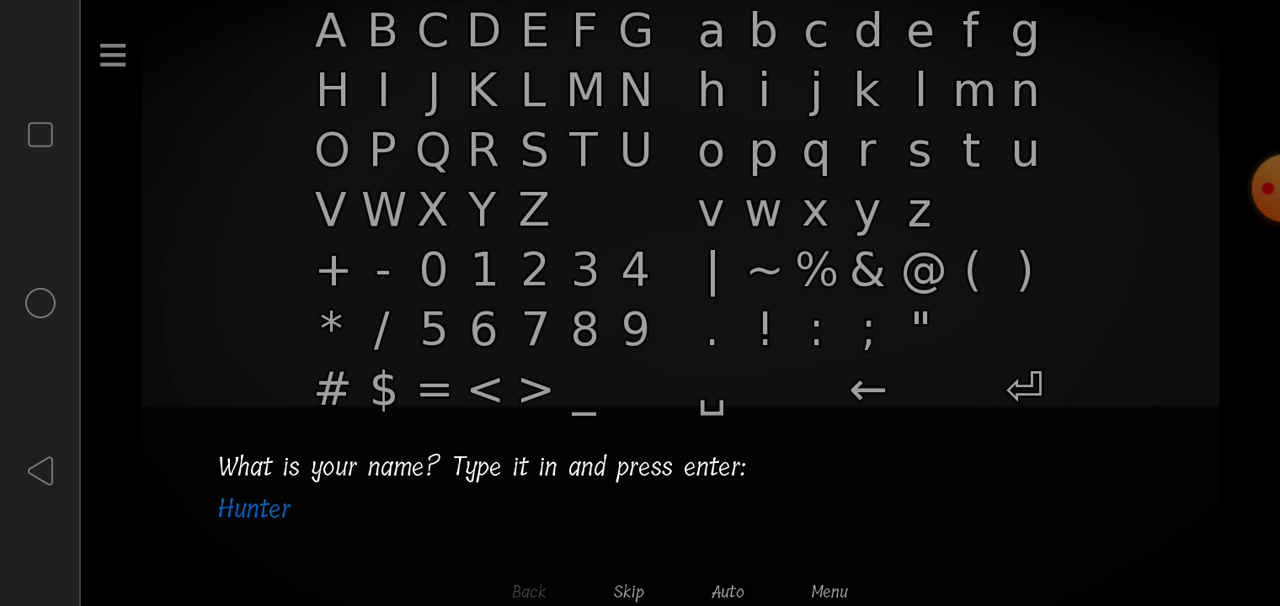 A B C D E F G a b c d e f g
H I J K L M N h i j k l m n
O P Q R S T U o p q r s t u
V W X Y Z v w x y z
+ - 0 1 2 3 4 | ~ % & @ ( )
* / 5 6 7 8 9 . ! : ; "
# $ = < > _ ␣ ← ⏎
What is your name? Type it in and press enter:
Hunter
Back Skip Auto Menu